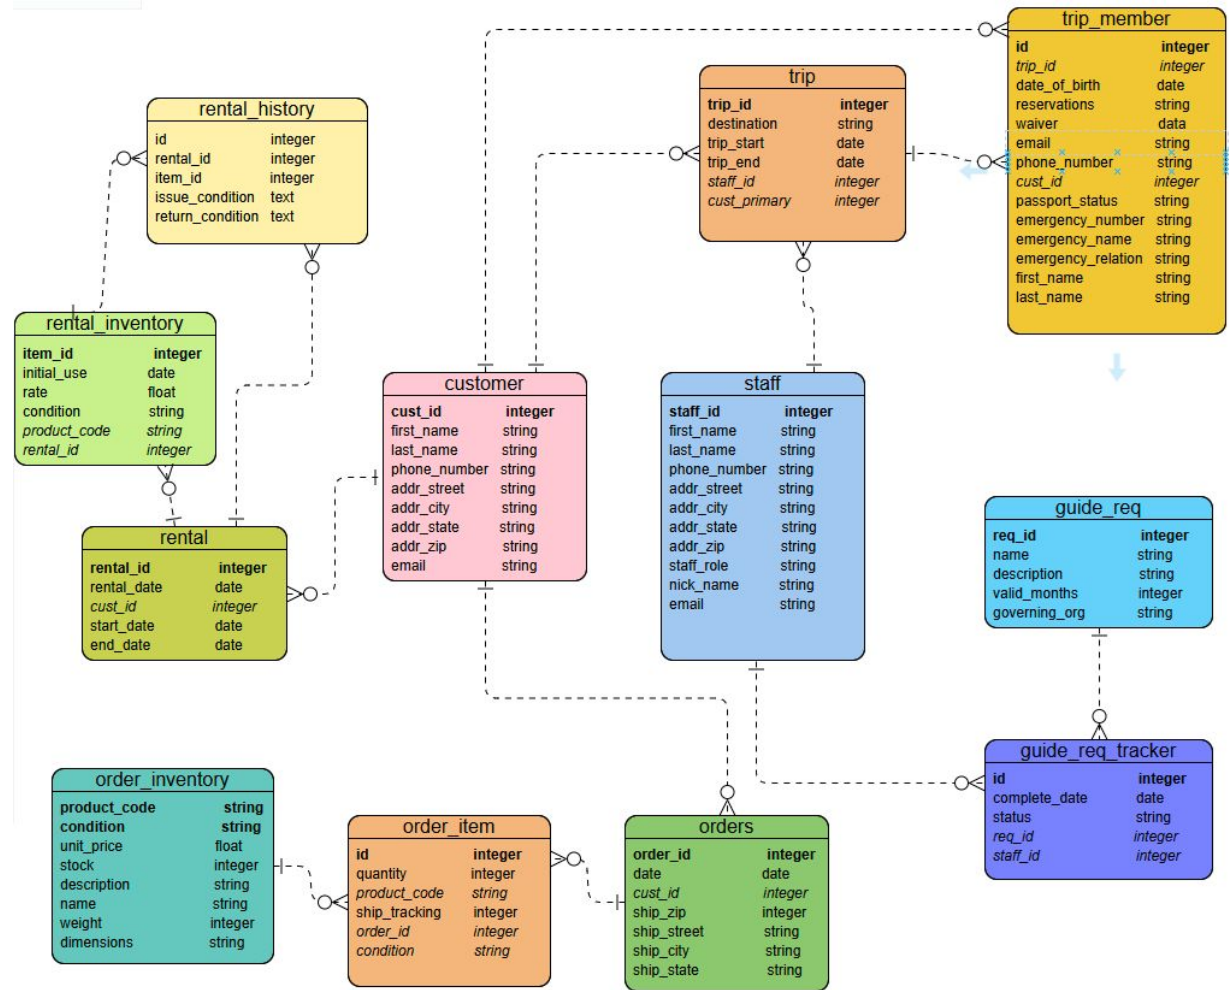 trip_member
id integer
trip_id integer
date_of_birth date
reservations string
waiver data
email string
phone_number string
cust_id integer
passport_status string
emergency_number string
emergency_name string
emergency_relation string
first_name string
last_name string
trip
trip_id integer
destination string
trip_start date
trip_end date
staff_id integer
cust_primary integer
rental_history
id integer
rental_id integer
item_id integer
issue_condition text
return_condition text
rental_inventory
item_id integer
initial_use date
rate float
condition string
product_code string
rental_id integer
customer
cust_id integer
first_name string
last_name string
phone_number string
addr_street string
addr_city string
addr_state string
addr_zip string
email string
staff
staff_id integer
first_name string
last_name string
phone_number string
addr_street string
addr_city string
addr_state string
addr_zip string
staff_role string
nick_name string
email string
guide_req
req_id integer
name string
description string
valid_months integer
governing_org string
rental
rental_id integer
rental_date date
cust_id integer
start_date date
end_date date
guide_req_tracker
id integer
complete_date date
status string
req_id integer
staff_id integer
order_inventory
product_code string
condition string
unit_price float
stock integer
description string
name string
weight integer
dimensions string
order_item
id integer
quantity integer
product_code string
ship_tracking integer
order_id integer
condition string
orders
order_id integer
date date
cust_id integer
ship_zip integer
ship_street string
ship_city string
ship_state string